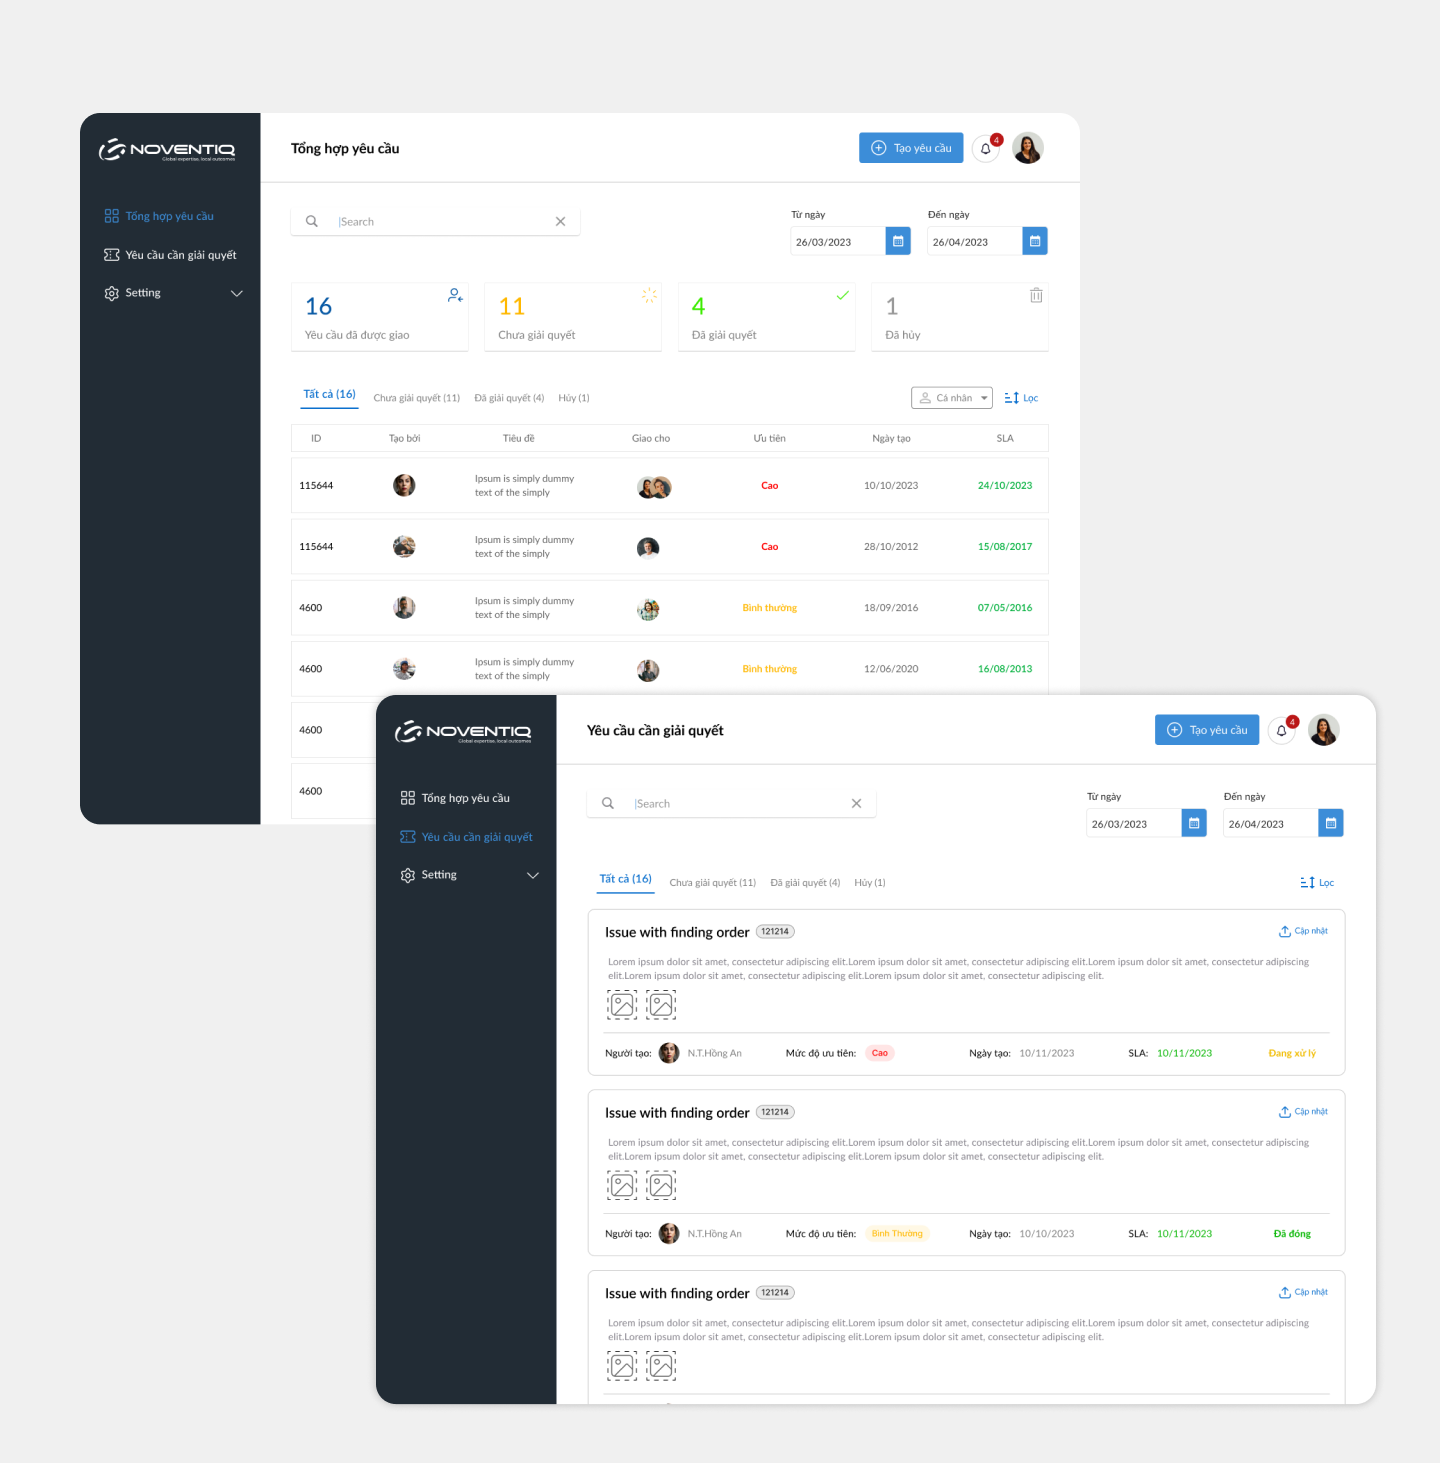 NOVENTIQ
Global expertise, local outcomes
Tổng hợp yêu cầu
Yêu cầu cần giải quyết
Setting
Tổng hợp yêu cầu
Tạo yêu cầu
4
Search
Từ ngày
26/03/2023
Đến ngày
26/04/2023
16
Yêu cầu đã được giao
11
Chưa giải quyết
4
Đã giải quyết
1
Đã hủy
Tất cả (16) Chưa giải quyết (11) Đã giải quyết (4) Hủy (1)
Cá nhân
Lọc
ID Tạo bởi Tiêu đề Giao cho Ưu tiên Ngày tạo SLA
115644 Ipsum is simply dummy Cao 10/10/2023 24/10/2023
text of the simply
115644 Ipsum is simply dummy Cao 28/10/2012 15/08/2017
text of the simply
4600 Ipsum is simply dummy Bình thường 18/09/2016 07/05/2016
text of the simply
4600 Ipsum is simply dummy Bình thường 12/06/2020 16/08/2013
text of the simply
4600
4600
NOVENTIQ
Global expertise, local outcomes
Tổng hợp yêu cầu
Yêu cầu cần giải quyết
Setting
Yêu cầu cần giải quyết
Tạo yêu cầu
4
Search
Từ ngày
26/03/2023
Đến ngày
26/04/2023
Tất cả (16) Chưa giải quyết (11) Đã giải quyết (4) Hủy (1)
Lọc
Issue with finding order 121214 Cập nhật
Lorem ipsum dolor sit amet, consectetur adipiscing elit.Lorem ipsum dolor sit amet, consectetur adipiscing elit.Lorem ipsum dolor sit amet, consectetur adipiscing
elit.Lorem ipsum dolor sit amet, consectetur adipiscing elit.Lorem ipsum dolor sit amet, consectetur adipiscing elit.
Người tạo: N.T.Hồng An Mức độ ưu tiên: Cao Ngày tạo: 10/11/2023 SLA: 10/11/2023 Đang xử lý
Issue with finding order 121214 Cập nhật
Lorem ipsum dolor sit amet, consectetur adipiscing elit.Lorem ipsum dolor sit amet, consectetur adipiscing elit.Lorem ipsum dolor sit amet, consectetur adipiscing
elit.Lorem ipsum dolor sit amet, consectetur adipiscing elit.Lorem ipsum dolor sit amet, consectetur adipiscing elit.
Người tạo: N.T.Hồng An Mức độ ưu tiên: Bình Thường Ngày tạo: 10/10/2023 SLA: 10/11/2023 Đã đóng
Issue with finding order 121214 Cập nhật
Lorem ipsum dolor sit amet, consectetur adipiscing elit.Lorem ipsum dolor sit amet, consectetur adipiscing elit.Lorem ipsum dolor sit amet, consectetur adipiscing
elit.Lorem ipsum dolor sit amet, consectetur adipiscing elit.Lorem ipsum dolor sit amet, consectetur adipiscing elit.